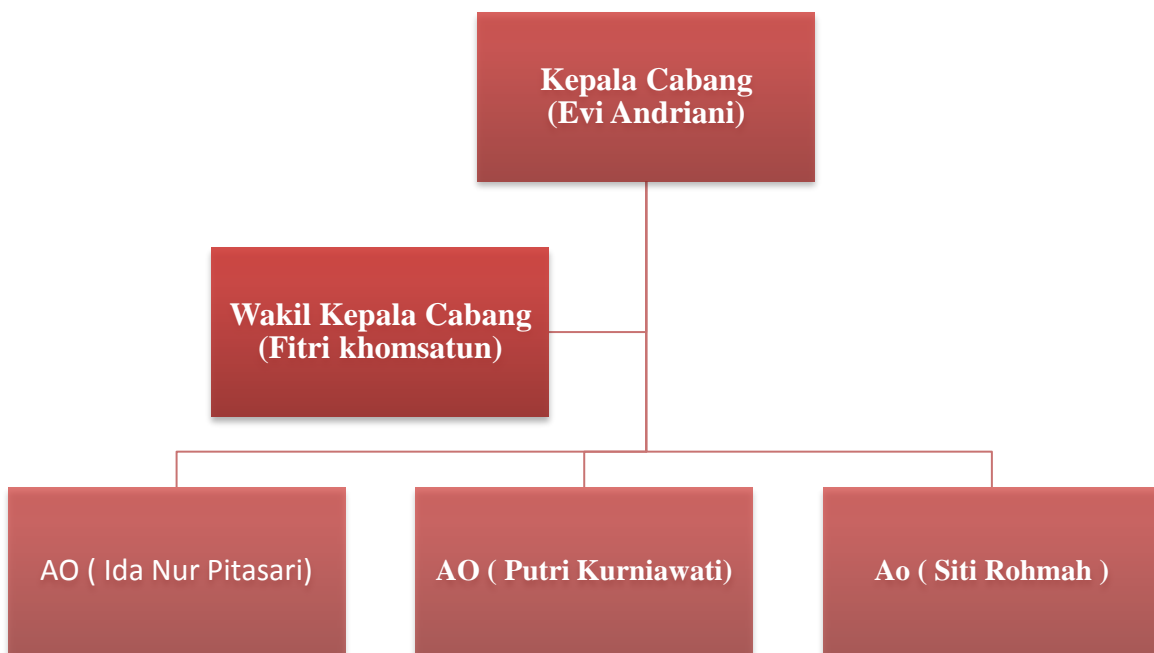 Kepala Cabang
(Evi Andriani)
Wakil Kepala Cabang
(Fitri khomsatun)
AO ( Ida Nur Pitasari)
AO ( Putri Kurniawati)
Ao ( Siti Rohmah )